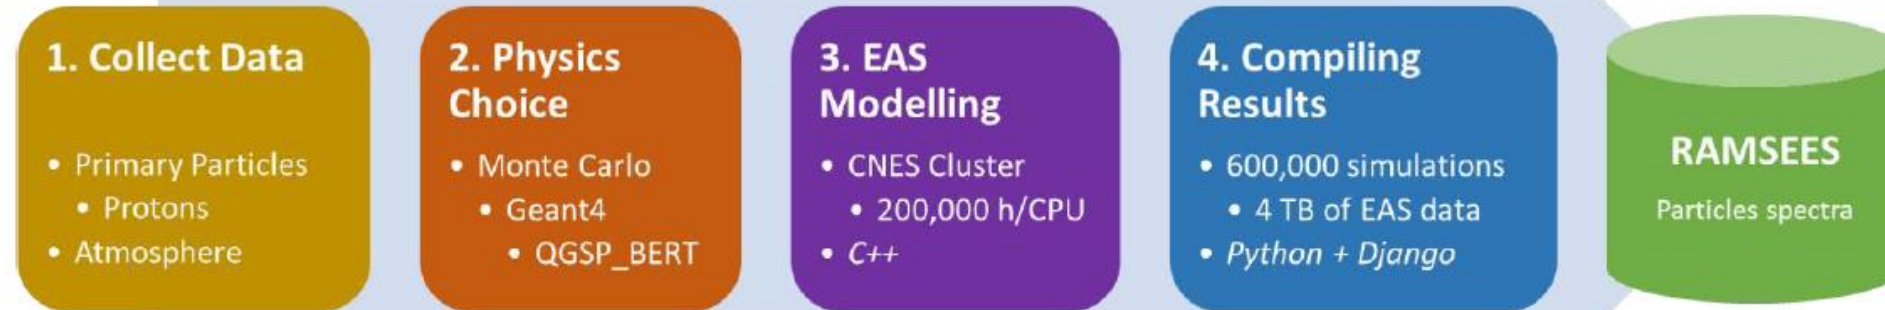 1. Collect Data
• Primary Particles
• Protons
• Atmosphere
2. Physics
Choice
• Monte Carlo
• Geant4
• QGSP_BERT
3. EAS
Modelling
• CNES Cluster
• 200,000 h/CPU
• C++
4. Compiling
Results
• 600,000 simulations
• 4 TB of EAS data
• Python + Django
RAMSEES
Particles spectra